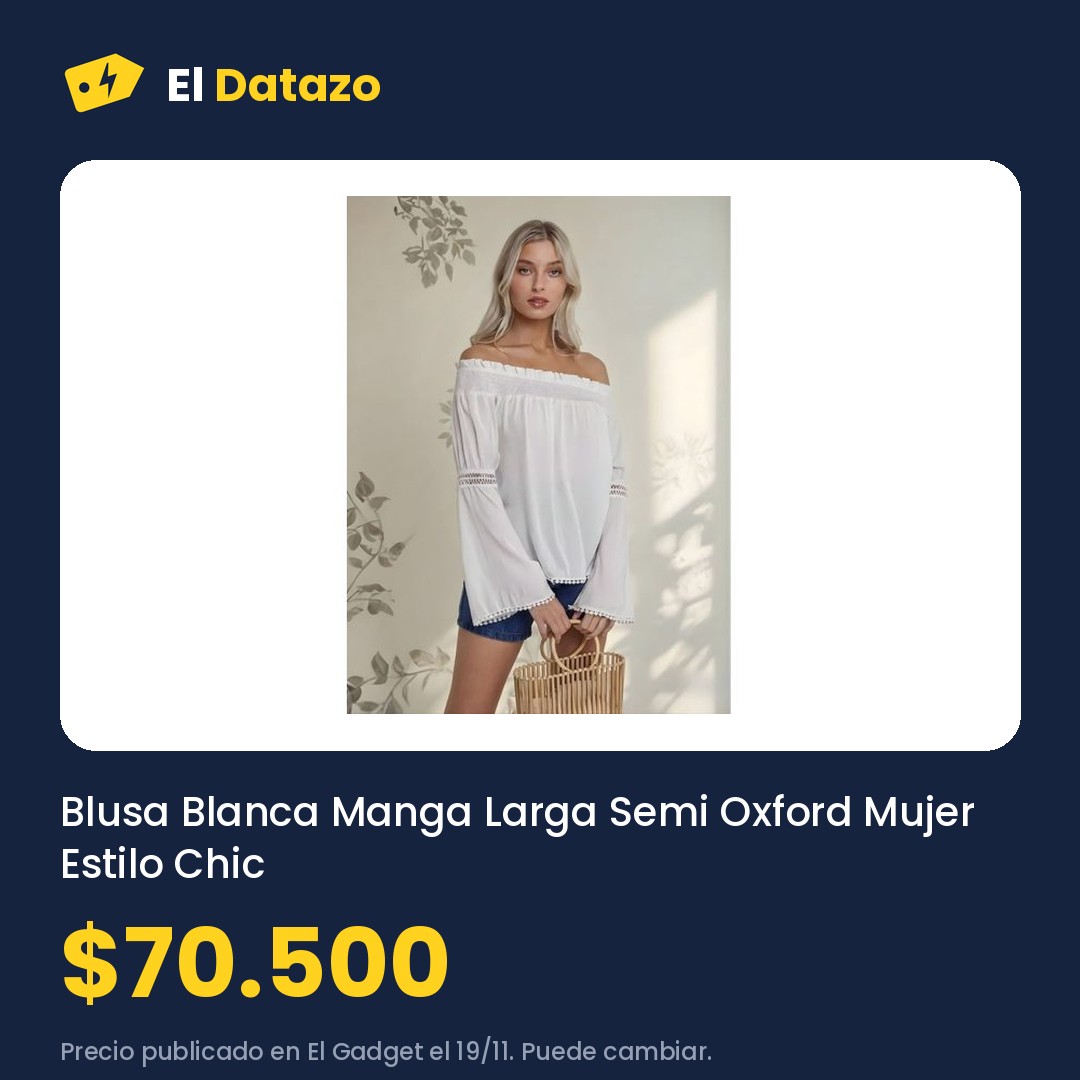 El Datazo
Blusa Blanca Manga Larga Semi Oxford Mujer
Estilo Chic
$70.500
Precio publicado en El Gadget el 19/11. Puede cambiar.